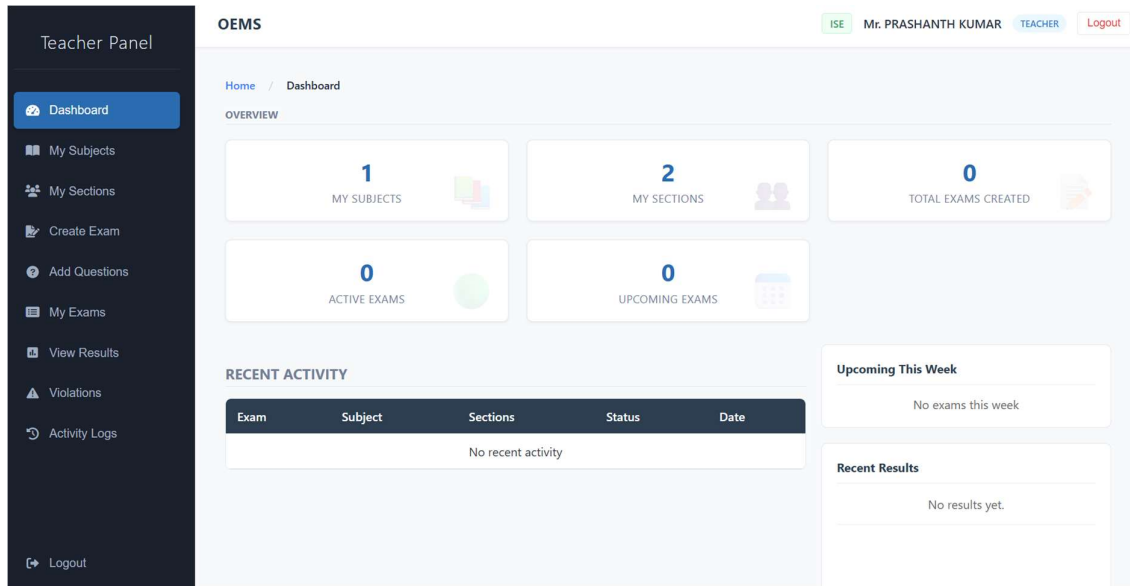 Teacher Panel
Dashboard
My Subjects
My Sections
Create Exam
Add Questions
My Exams
View Results
Violations
Activity Logs
Logout
OEMS
ISE Mr. PRASHANTH KUMAR TEACHER Logout
Home / Dashboard
OVERVIEW
1
MY SUBJECTS
2
MY SECTIONS
0
TOTAL EXAMS CREATED
0
ACTIVE EXAMS
0
UPCOMING EXAMS
RECENT ACTIVITY
Exam Subject Sections Status Date
No recent activity
Upcoming This Week
No exams this week
Recent Results
No results yet.